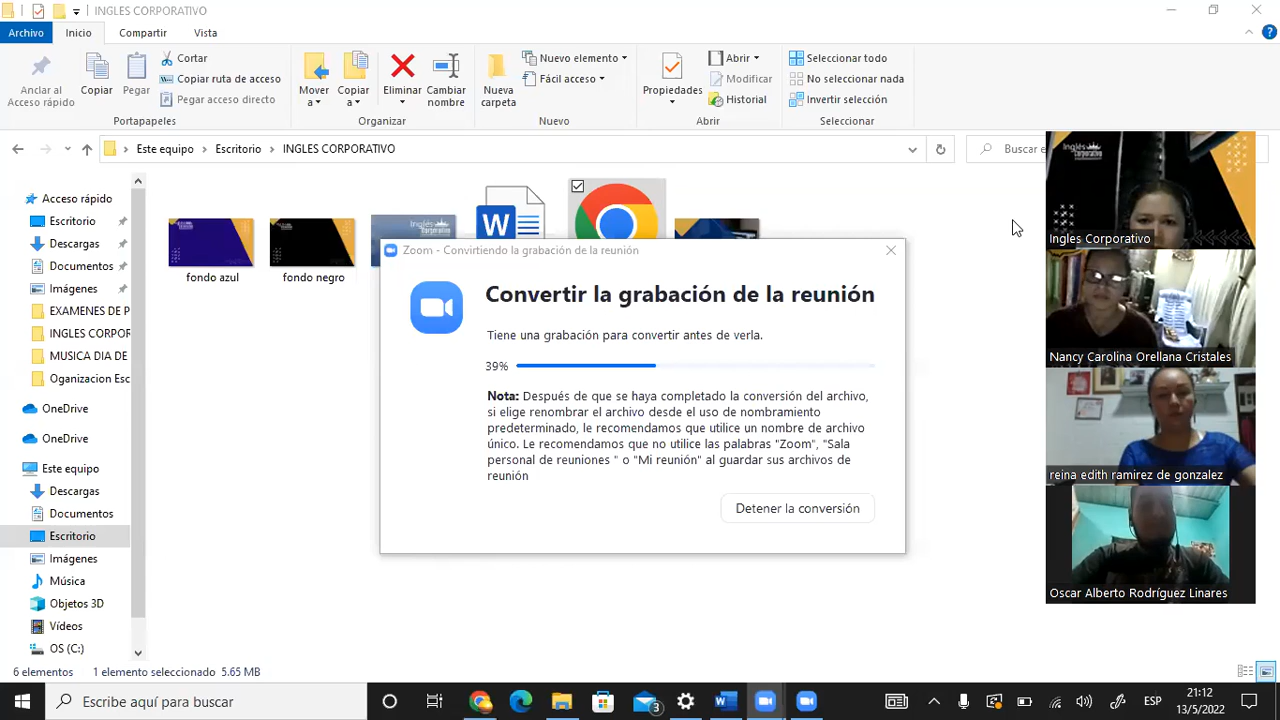 INGLES CORPORATIVO
Archivo Inicio Compartir Vista
Anclar al Acceso rápido
Copiar
Pegar
Cortar
Copiar ruta de acceso
Pegar acceso directo
Portapapeles
Mover a
Copiar a
Eliminar
Cambiar nombre
Organizar
Nueva carpeta
Nuevo elemento
Fácil acceso
Nuevo
Propiedades
Abrir
Modificar
Historial
Abrir
Seleccionar todo
No seleccionar nada
Invertir selección
Seleccionar
Este equipo Escritorio INGLES CORPORATIVO
Buscar e
Acceso rápido
Escritorio
Descargas
Documentos
Imágenes
EXAMENES DE P
INGLES CORPOR
MUSICA DIA DE
Oganizacion Esc
OneDrive
OneDrive
Este equipo
Descargas
Documentos
Escritorio
Imágenes
Música
Objetos 3D
Vídeos
OS (C:)
fondo azul
fondo negro
W
Zoom - Convirtiendo la grabación de la reunión
Convertir la grabación de la reunión
Tiene una grabación para convertir antes de verla.
39%
Nota: Después de que se haya completado la conversión del archivo,
si elige renombrar el archivo desde el uso de nombramiento
predeterminado, le recomendamos que utilice un nombre de archivo
único. Le recomendamos que no utilice las palabras "Zoom", "Sala
personal de reuniones " o "Mi reunión" al guardar sus archivos de
reunión
Detener la conversión
Inglés
Corporativo
Ingles Corporativo
Nancy Carolina Orellana Cristales
reina edith ramirez de gonzalez
Oscar Alberto Rodríguez Linares
6 elementos 1 elemento seleccionado 5.65 MB
Escribe aquí para buscar
3
ESP
21:12
13/5/2022